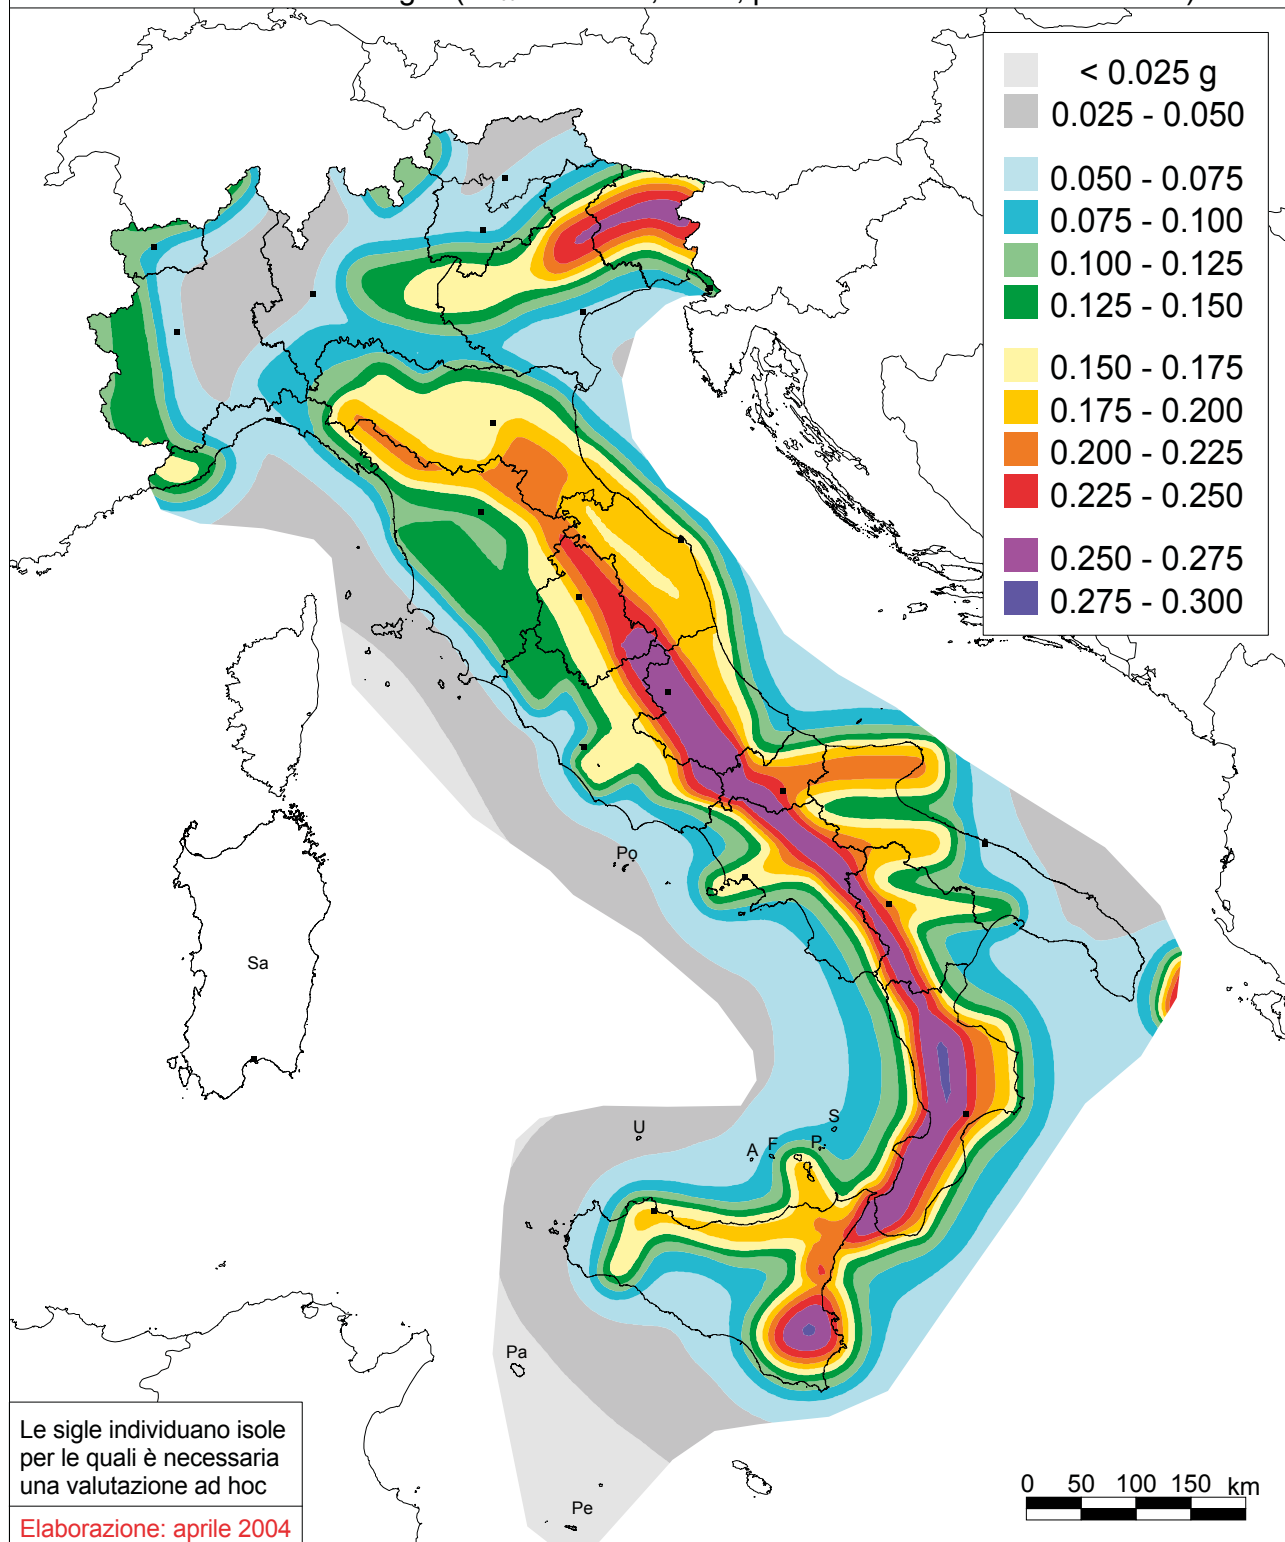 < 0.025 g
0.025 - 0.050
0.050 - 0.075
0.075 - 0.100
0.100 - 0.125
0.125 - 0.150
0.150 - 0.175
0.175 - 0.200
0.200 - 0.225
0.225 - 0.250
0.250 - 0.275
0.275 - 0.300
Po
Sa
S
U
A F P
Pa
Pe
Le sigle individuano isole
per le quali è necessaria
una valutazione ad hoc
Elaborazione: aprile 2004
0 50 100 150 km